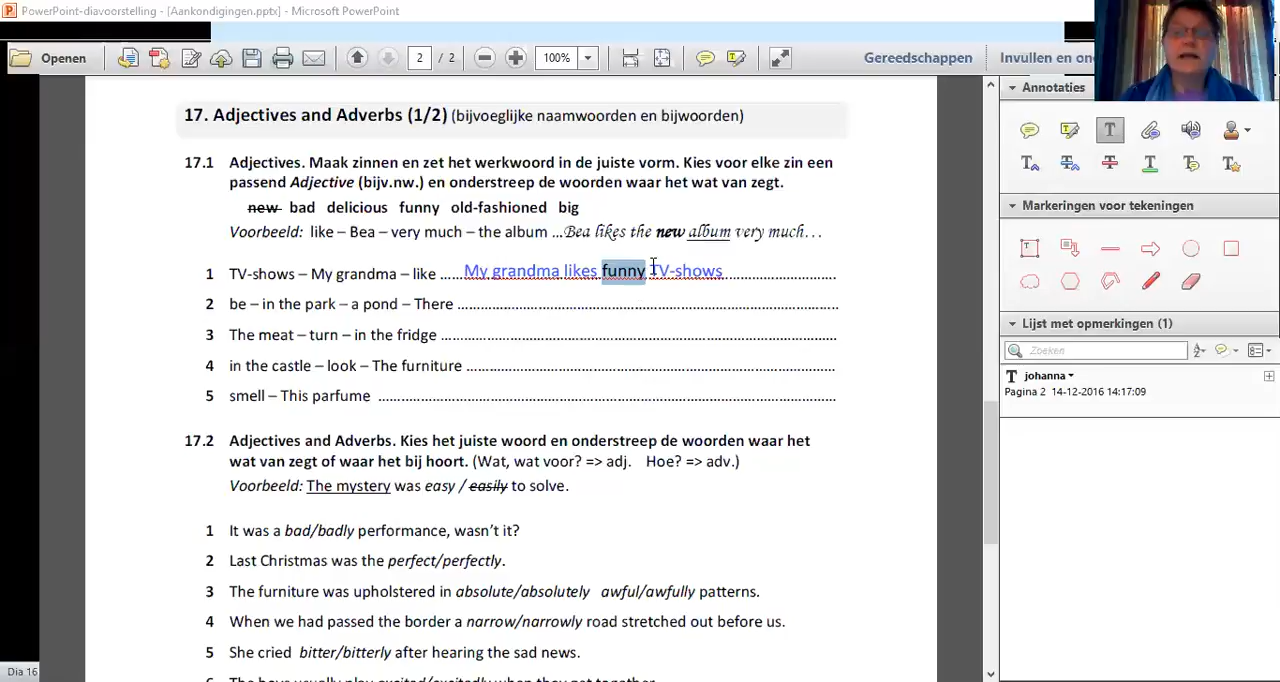 PowerPoint-diavoorstelling - [Aankondigingen.pptx] - Microsoft PowerPoint
Openen 2 / 2 100% Gereedschappen Invullen en on
17. Adjectives and Adverbs (1/2) (bijvoeglijke naamwoorden en bijwoorden)
17.1 Adjectives. Maak zinnen en zet het werkwoord in de juiste vorm. Kies voor elke zin een
passend Adjective (bijv.nw.) en onderstreep de woorden waar het wat van zegt.
new bad delicious funny old-fashioned big
Voorbeeld: like – Bea – very much – the album ...Bea likes the new album very much...
1 TV-shows – My grandma – like ..... My grandma likes funny TV-shows ..............................
2 be – in the park – a pond – There ..........................................................................................
3 The meat – turn – in the fridge ..............................................................................................
4 in the castle – look – The furniture ........................................................................................
5 smell – This parfume ...........................................................................................................
17.2 Adjectives and Adverbs. Kies het juiste woord en onderstreep de woorden waar het
wat van zegt of waar het bij hoort. (Wat, wat voor? => adj. Hoe? => adv.)
Voorbeeld: The mystery was easy / easily to solve.
1 It was a bad/badly performance, wasn't it?
2 Last Christmas was the perfect/perfectly.
3 The furniture was upholstered in absolute/absolutely awful/awfully patterns.
4 When we had passed the border a narrow/narrowly road stretched out before us.
5 She cried bitter/bitterly after hearing the sad news.
6 The boys usually play excited/excitedly when they get together.
Dia 16
Annotaties
Markeringen voor tekeningen
Lijst met opmerkingen (1)
Zoeken
johanna
Pagina 2 14-12-2016 14:17:09